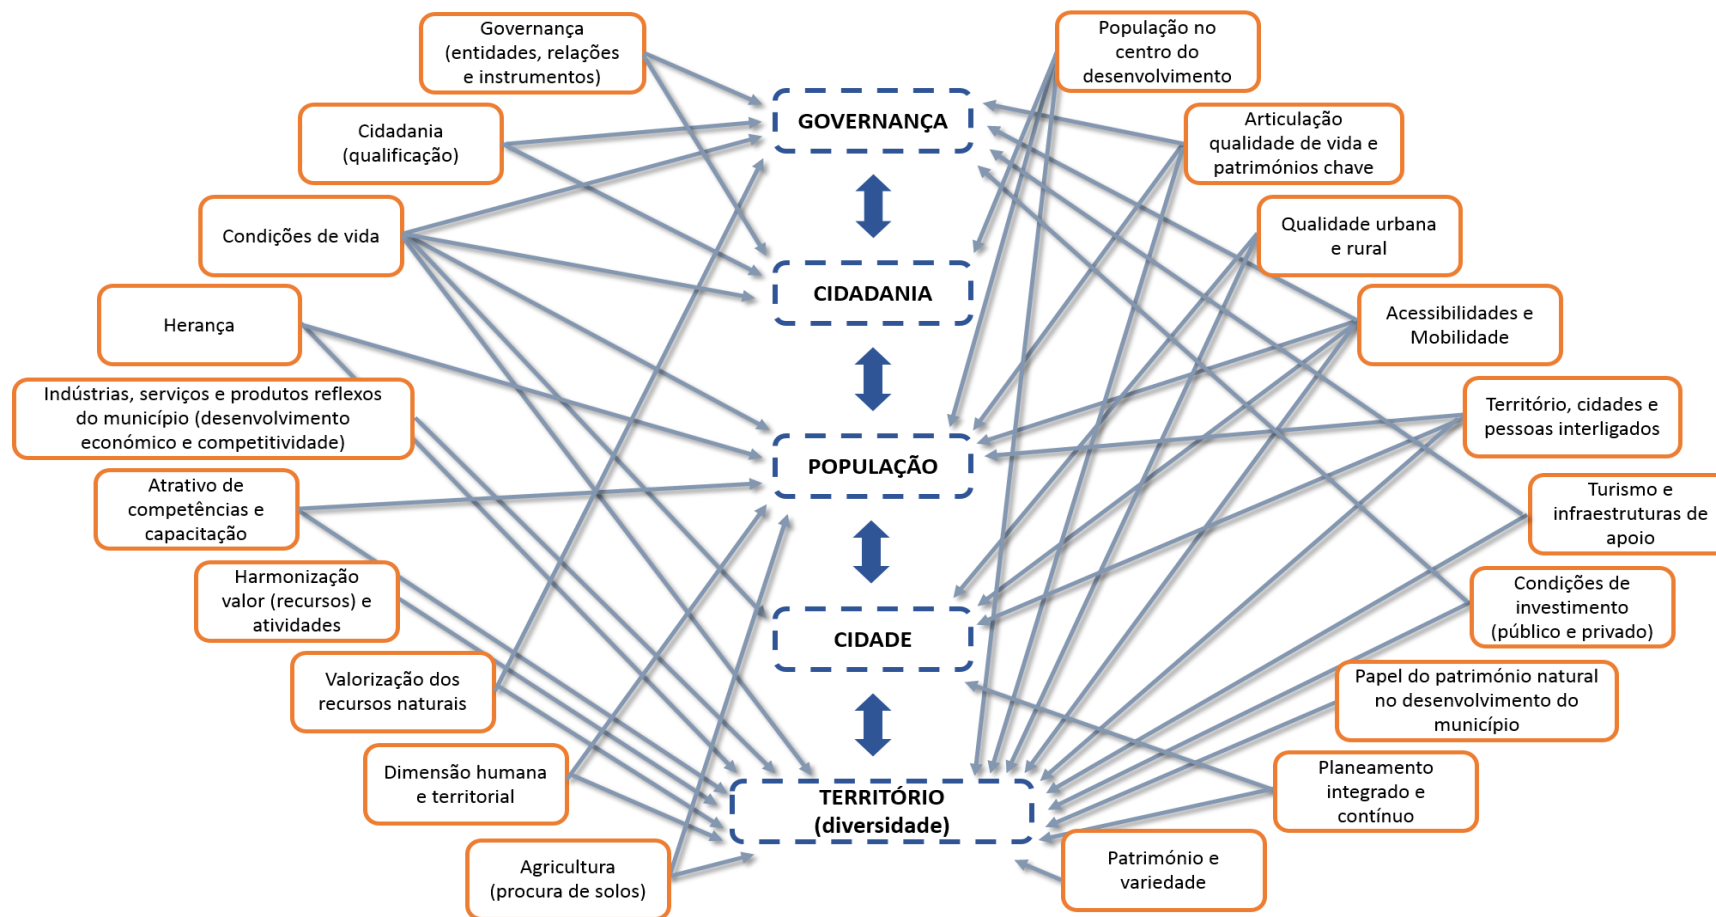 Governança
(entidades, relações
e instrumentos)
Cidadania
(qualificação)
Condições de vida
Herança
Indústrias, serviços e produtos reflexos
do município (desenvolvimento
económico e competitividade)
Atrativo de
competências e
capacitação
Harmonização
valor (recursos) e
atividades
Valorização dos
recursos naturais
Dimensão humana
e territorial
Agricultura
(procura de solos)
GOVERNANÇA
CIDADANIA
POPULAÇÃO
CIDADE
TERRITÓRIO
(diversidade)
População no
centro do
desenvolvimento
Articulação
qualidade de vida e
patrimónios chave
Qualidade urbana
e rural
Acessibilidades e
Mobilidade
Território, cidades e
pessoas interligados
Turismo e
infraestruturas de
apoio
Condições de
investimento
(público e privado)
Papel do património natural
no desenvolvimento do
município
Planeamento
integrado e
contínuo
Património e
variedade